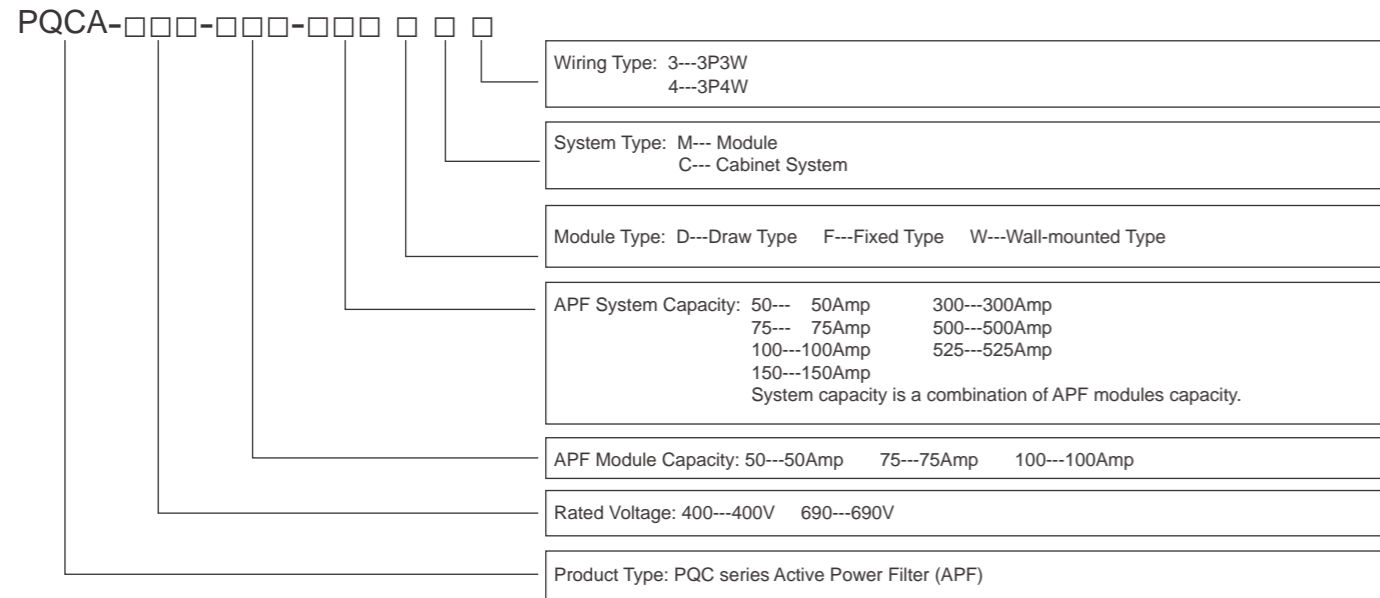 PQCA-□□□-□□□-□□□ □ □ □
Wiring Type: 3---3P3W
4---3P4W
System Type: M--- Module
C--- Cabinet System
Module Type: D---Draw Type F---Fixed Type W---Wall-mounted Type
APF System Capacity: 50--- 50Amp 300---300Amp
75--- 75Amp 500---500Amp
100---100Amp 525---525Amp
150---150Amp
System capacity is a combination of APF modules capacity.
APF Module Capacity: 50---50Amp 75---75Amp 100---100Amp
Rated Voltage: 400---400V 690---690V
Product Type: PQC series Active Power Filter (APF)